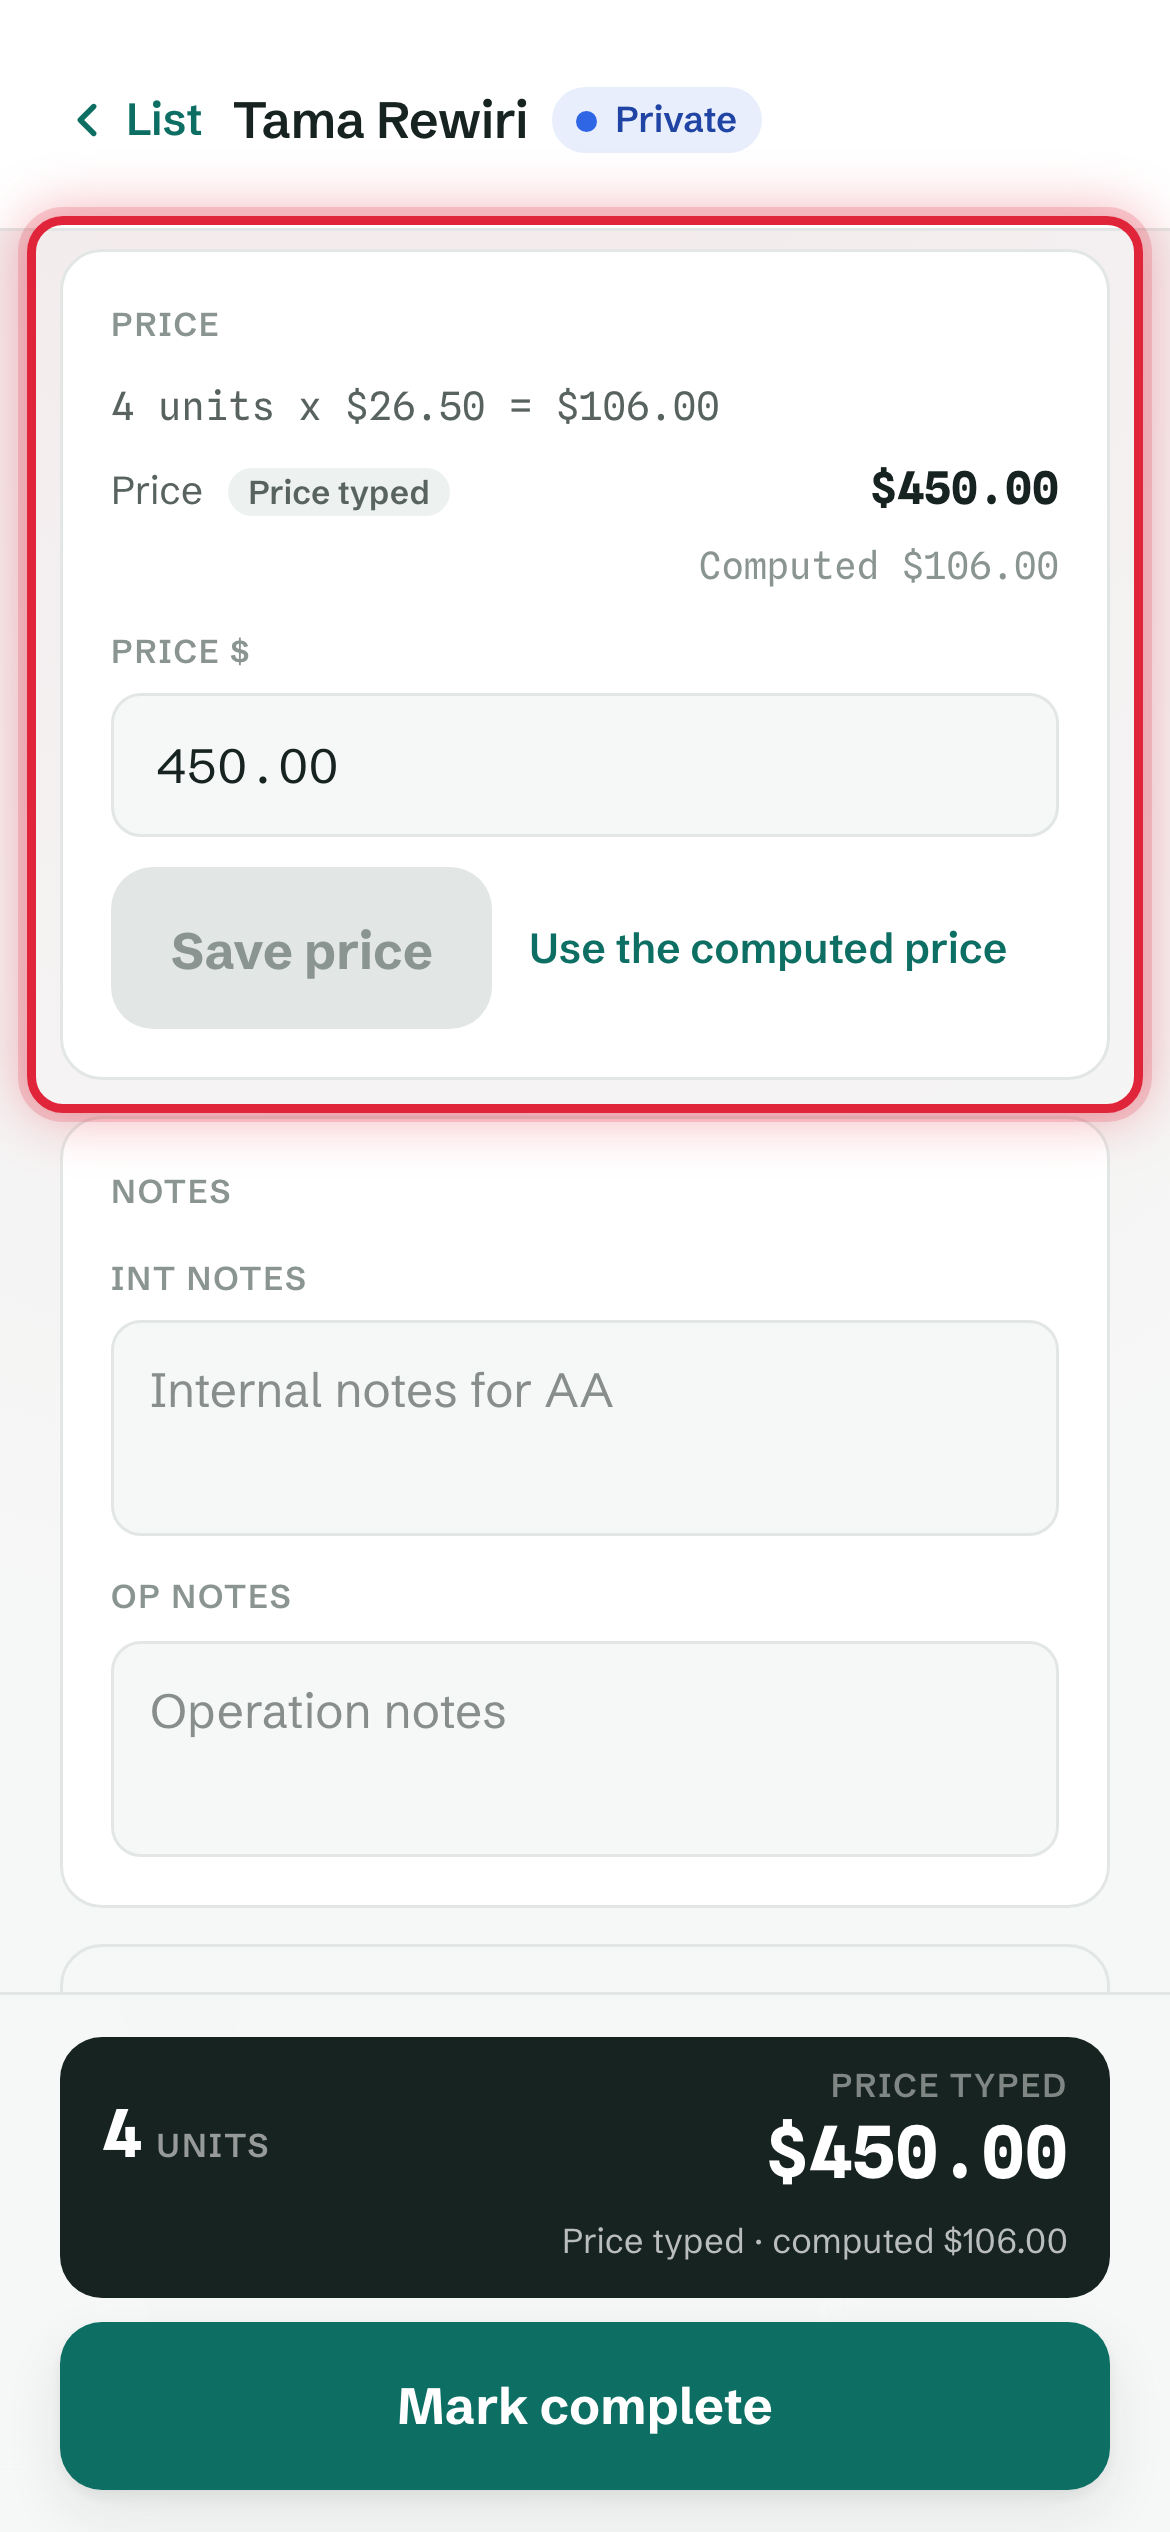 List Tama Rewiri Private
PRICE
4 units x $26.50 = $106.00
Price Price typed $450.00
Computed $106.00
PRICE $
450.00
Save price Use the computed price
NOTES
INT NOTES
Internal notes for AA
OP NOTES
Operation notes
PRICE TYPED
4 UNITS $450.00
Price typed · computed $106.00
Mark complete